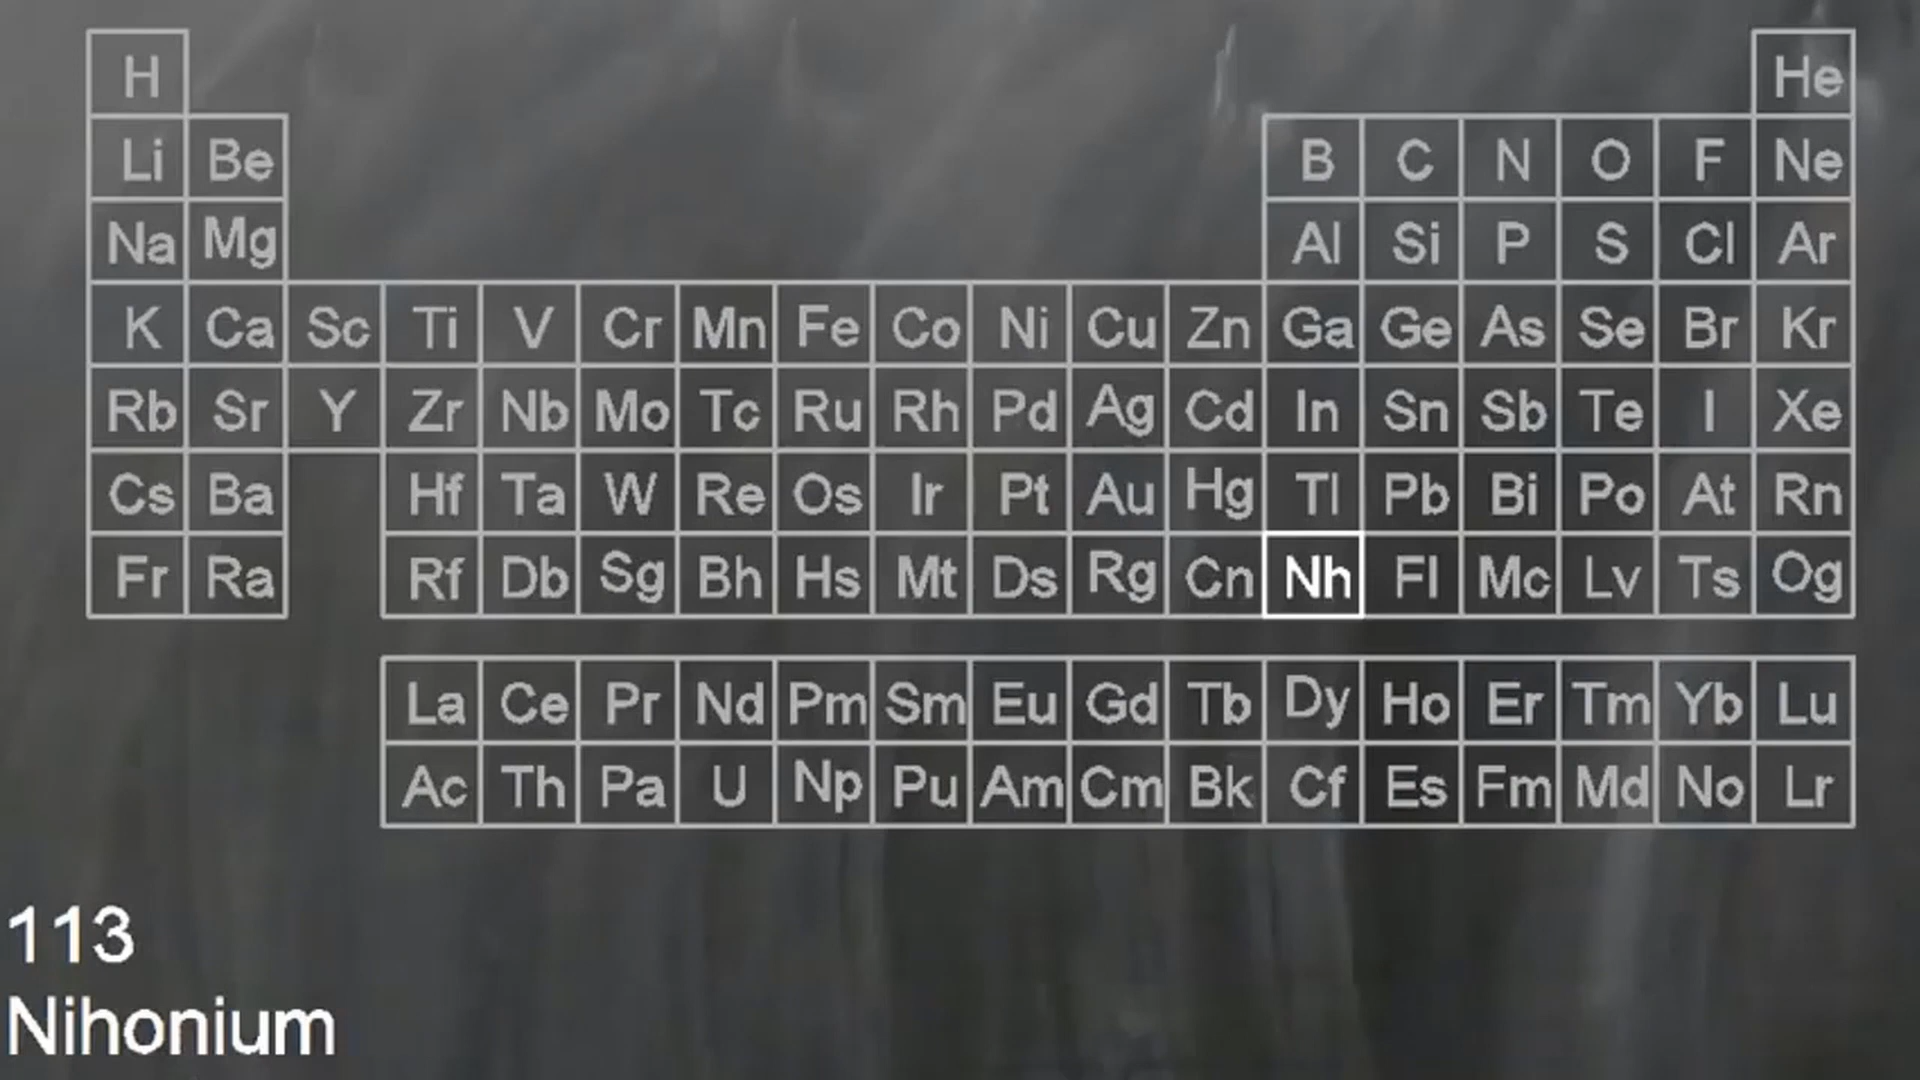 H He
Li Be B C N O F Ne
Na Mg Al Si P S Cl Ar
K Ca Sc Ti V Cr Mn Fe Co Ni Cu Zn Ga Ge As Se Br Kr
Rb Sr Y Zr Nb Mo Tc Ru Rh Pd Ag Cd In Sn Sb Te I Xe
Cs Ba Hf Ta W Re Os Ir Pt Au Hg Tl Pb Bi Po At Rn
Fr Ra Rf Db Sg Bh Hs Mt Ds Rg Cn Nh Fl Mc Lv Ts Og
La Ce Pr Nd Pm Sm Eu Gd Tb Dy Ho Er Tm Yb Lu
Ac Th Pa U Np Pu Am Cm Bk Cf Es Fm Md No Lr
113
Nihonium